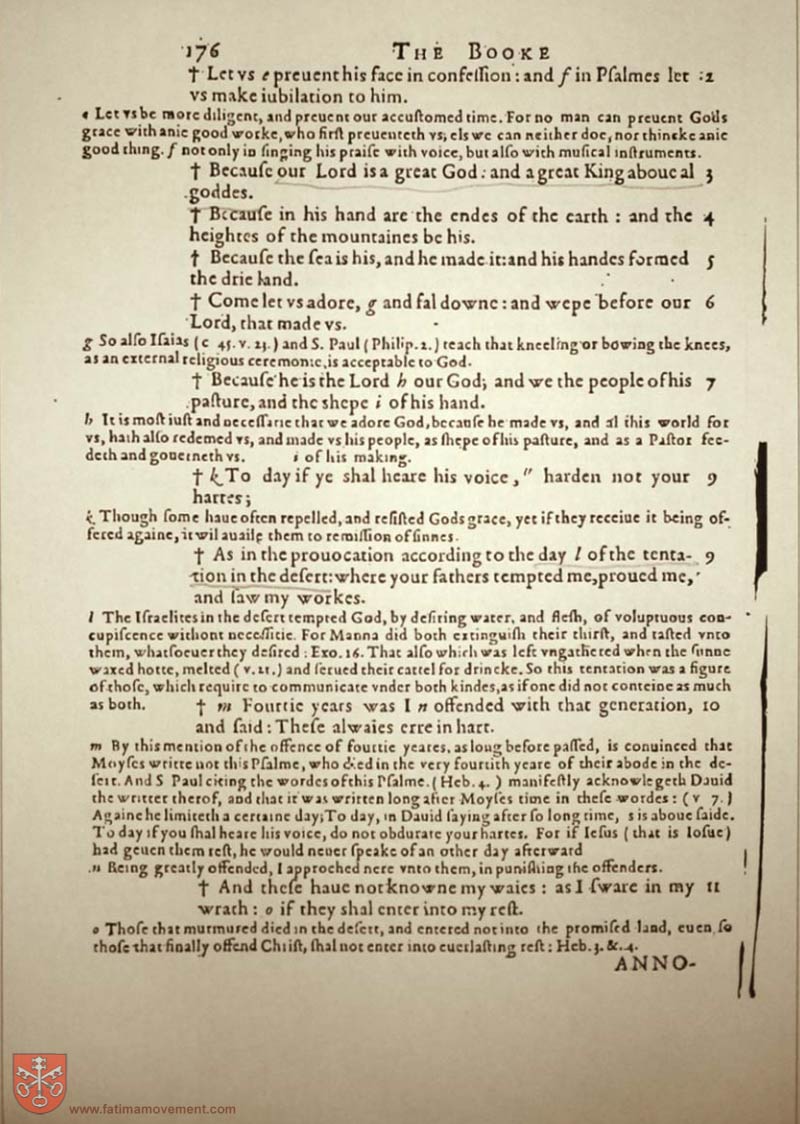 176 THE BOOKE
† Let vs e preuent his face in confeſſion: and f in Pſalmes let :2
vs make iubilation to him.
e Let vs be more diligent, and preuent our accuſtomed time. For no man can preuent Gods
grace with anie good worke, who firſt preuenteth vs; els we can neither doe, nor thincke anie
good thing. f not only in ſinging his praiſe with voice, but alſo with muſical inſtruments.
† Becauſe our Lord is a great God: and a great King aboue al 3
goddes.
† Becauſe in his hand are the endes of the earth : and the 4
heightes of the mountaines be his.
† Becauſe the ſea is his, and he made it: and his handes formed 5
the drie land.
† Come let vs adore, g and fal downe: and wepe before our 6
Lord, that made vs.
g So alſo Iſaias (c 45. v. 23.) and S. Paul (Philip. 2.) teach that kneeling or bowing the knees,
as an external religious ceremonie, is acceptable to God.
† Becauſe he is the Lord h our God; and we the people of his 7
paſture, and the shepe i of his hand.
h It is moſt iuſt and neceſſarie that we adore God, becauſe he made vs, and al this world for
vs, hath alſo redemed vs, and made vs his people, as ſhepe of his paſture, and as a Paſtor fee-
deth and gouerneth vs. i of his making.
† k To day if ye shal heare his voice, " harden not your 9
hartes;
k Though ſome haue often repelled, and reſiſted Gods grace, yet if they receiue it being of-
fered againe, it wil auaile them to remiſſion of ſinnes.
† As in the prouocation according to the day l of the tenta- 9
tion in the deſert: where your fathers tempted me, proued me,
and ſaw my workes.
l The Iſraelites in the deſert tempted God, by deſiring water, and fleſh, of voluptuous con-
cupiſcence without neceſſitie. For Manna did both extinguiſh their thirſt, and taſted vnto
them, whatſoeuer they deſired : Exo. 16. That alſo which was left vngathered when the ſunne
waxed hotte, melted ( v. 21.) and ſerued their cattel for drincke. So this tentation was a figure
of thoſe, which require to communicate vnder both kindes, as if one did not conteine as much
as both. † m Fourtie years was I n offended with that generation, 10
and ſaid: Theſe alwaies erre in hart.
m By this mention of the offence of fourtie yeares, as long before paſſed, is conuinced that
Moyſes writte not this Pſalme, who died in the very fourtith yeare of their abode in the de-
ſert. And S Paul citing the wordes of this Pſalme. (Heb. 4. ) manifeſtly acknowlegeth Dauid
the writter therof, and that it was written long after Moyſes time in theſe wordes: ( v 7. )
Againe he limiteth a certaine day; To day, in Dauid ſaying after ſo long time, s is aboue ſaide.
To day if you ſhal heare his voice, do not obdurate your hartes. For if Ieſus ( that is Ioſue)
had geuen them reſt, he would neuer ſpeake of an other day afterward
.n Being greatly offended, I approched nere vnto them, in puniſhing the offenders.
† And theſe haue not knowne my waies : as I ſware in my 11
wrath : o if they shal enter into my reſt.
o Thoſe that murmured died in the deſert, and entered not into the promiſed land, euen ſo
thoſe that finally offend Chriſt, ſhal not enter into euerlaſting reſt : Heb. 3. &. 4.
ANNO-
www.fatimamovement.com